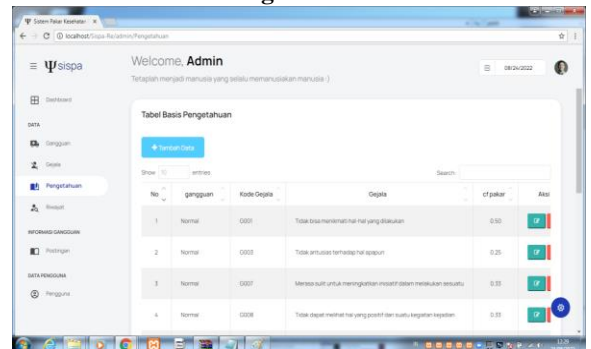 Sistem Pakar Kesehatan
localhost/Sispa-Re/admin/Pengetahuan
Ψsispa
Welcome, Admin
08/24/2022
Tetaplah menjadi manusia yang selalu memanusiakan manusia :)
Dashboard
Tabel Basis Pengetahuan
DATA
Gangguan
+ Tambah Data
Gejala
Show 10 entries
Search:
Pengetahuan
No gangguan Kode Gejala Gejala cf pakar Aksi
Riwayat
1 Normal G001 Tidak bisa menikmati hal-hal yang dilakukan 0.50
INFORMASI GANGGUAN
Postingan
2 Normal G003 Tidak antusias terhadap hal apapun 0.25
DATA PENGGUNA
3 Normal G007 Merasa sulit untuk meningkatkan inisiatif dalam melakukan sesuatu 0.33
Pengguna
4 Normal G008 Tidak dapat melihat hal yang positif dari suatu kejadian 0.33
12:29